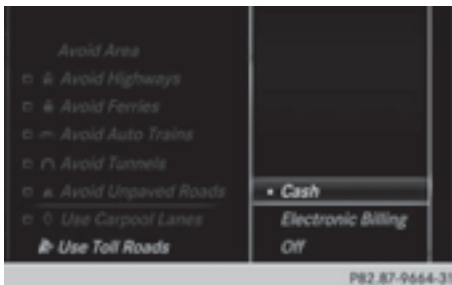 Avoid Area
Avoid Highways
Avoid Ferries
Avoid Auto Trains
Avoid Tunnels
Avoid Unpaved Roads
Use Carpool Lanes
Use Toll Roads
Cash
Electronic Billing
Off
P82.87-9664-31